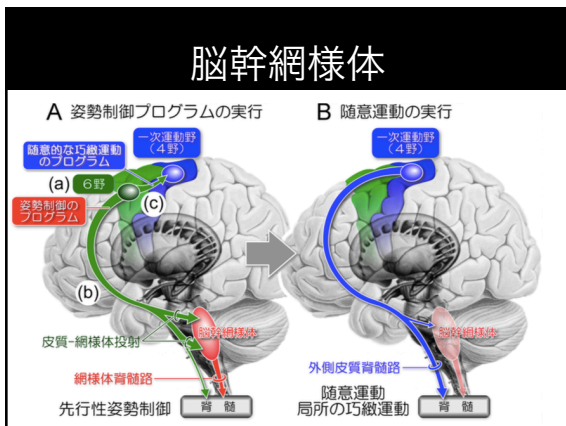 脳幹網様体
A 姿勢制御プログラムの実行
B 随意運動の実行
一次運動野
(4野)
随意的な巧緻運動
のプログラム
(a)
6野
(c)
姿勢制御の
プログラム
(b)
脳幹網様体
皮質-網様体投射
網様体脊髄路
先行性姿勢制御
脊 髄
一次運動野
(4野)
脳幹網様体
外側皮質脊髄路
随意運動
局所の巧緻運動
脊 髄